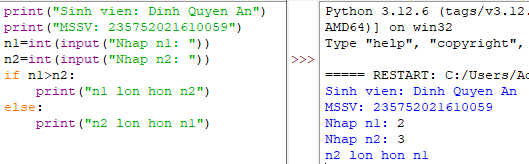 print("Sinh vien: Dinh Quyen An")
print("MSSV: 235752021610059")
n1=int(input("Nhap n1: "))
n2=int(input("Nhap n2: "))
if n1>n2:
    print("n1 lon hon n2")
else:
    print("n2 lon hon n1")
Python 3.12.6 (tags/v3.12.
AMD64)] on win32
Type "help", "copyright",
>>>
===== RESTART: C:/Users/Ad
Sinh vien: Dinh Quyen An
MSSV: 235752021610059
Nhap n1: 2
Nhap n2: 3
n2 lon hon n1